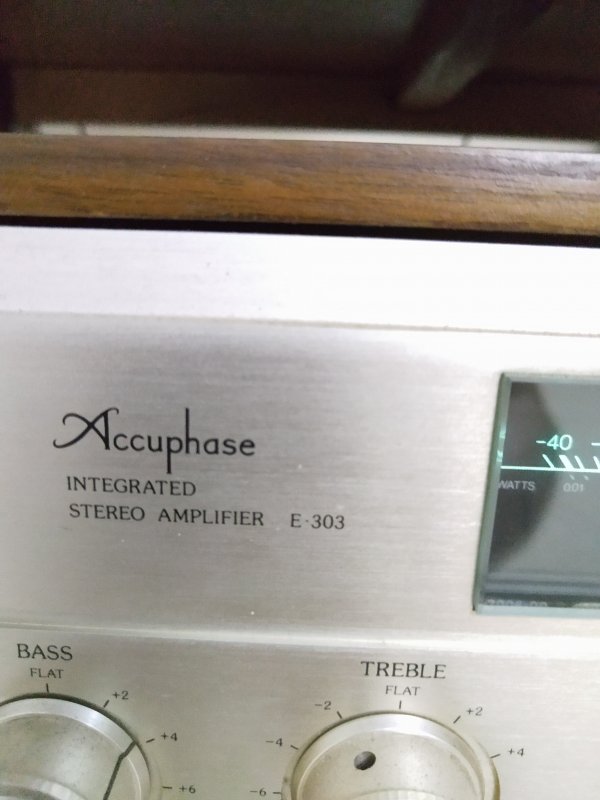 Accuphase
INTEGRATED
STEREO AMPLIFIER E-303
-40
WATTS 0.01
BASS
FLAT
+2
+4
+6
TREBLE
FLAT
-2 +2
-4 +4
-6